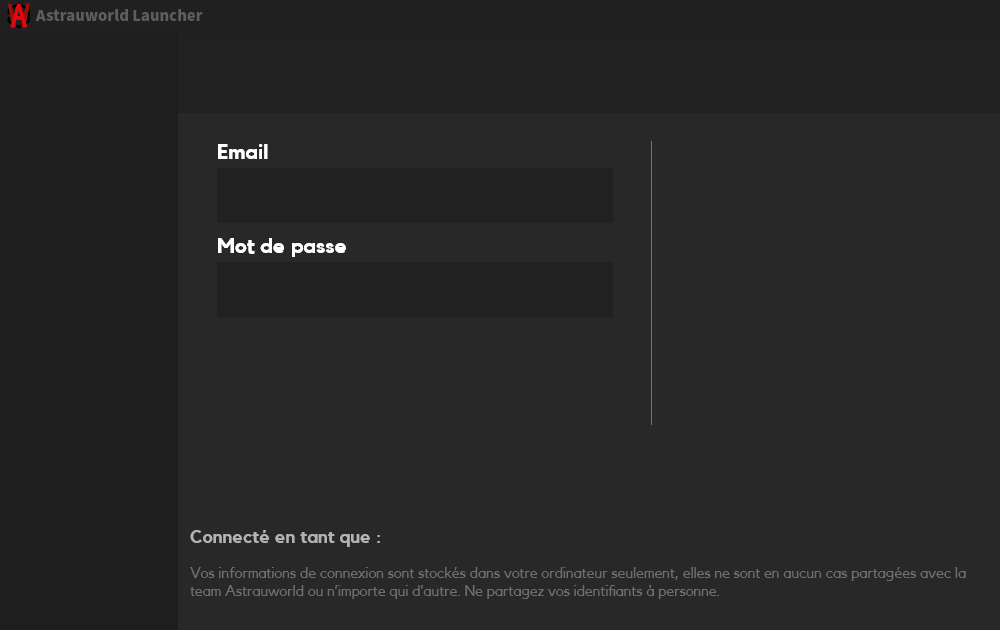 Astrauworld Launcher
Email
Mot de passe
Connecté en tant que :
Vos informations de connexion sont stockés dans votre ordinateur seulement, elles ne sont en aucun cas partagées avec la
team Astrauworld ou n'importe qui d'autre. Ne partagez vos identifiants à personne.